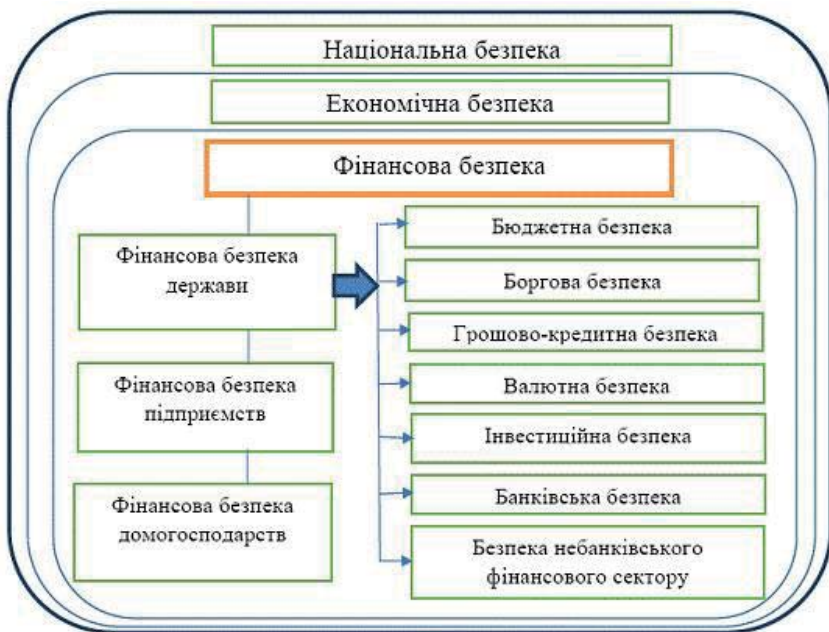 Національна безпека
Економічна безпека
Фінансова безпека
Фінансова безпека
держави
Фінансова безпека
підприємств
Фінансова безпека
домогосподарств
Бюджетна безпека
Боргова безпека
Грошово-кредитна безпека
Валютна безпека
Інвестиційна безпека
Банківська безпека
Безпека небанківського
фінансового сектору